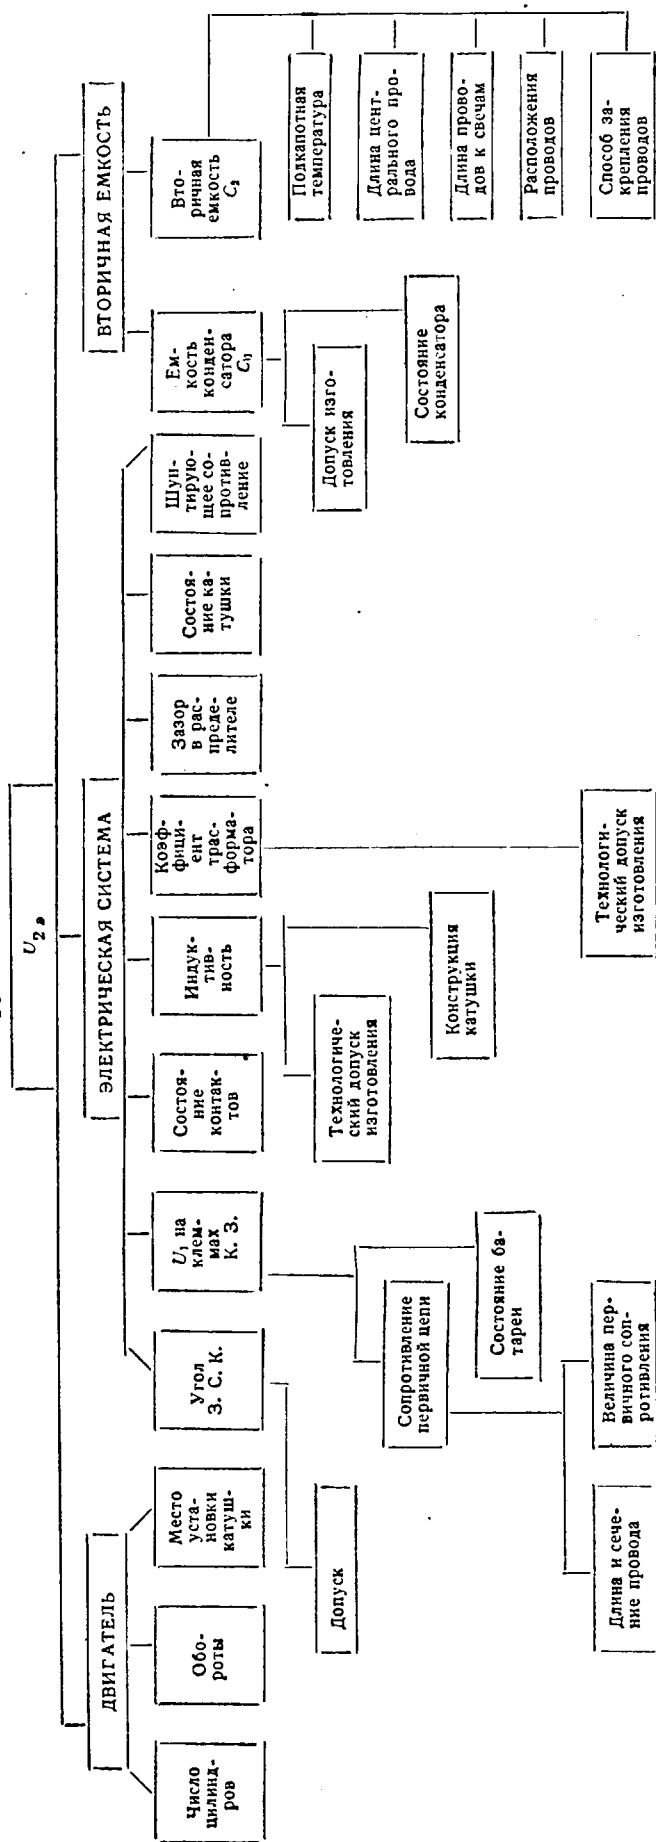 U₂ э
ДВИГАТЕЛЬ
ЭЛЕКТРИЧЕСКАЯ СИСТЕМА
ВТОРИЧНАЯ ЕМКОСТЬ
Число
цилинд-
ров
Обо-
роты
Место
уста-
новки
катуш-
ки
Угол
З. С. К.
U₁ на
клем-
мах
К. З.
Состоя-
ние
контак-
тов
Индук-
тив-
ность
Коэф-
фици-
ент
трас-
форма-
тора
Зазор
в рас-
преде-
лителе
Состоя-
ние ка-
тушки
Шун-
тирую-
щее со-
против-
ление
Ем-
кость
конден-
сатора
C₁
Вто-
ричная
емкость
C₂
Допуск
Сопротивление
первичной цепи
Состояние ба-
тареи
Длина и сече-
ние провода
Величина пер-
вичного соп-
ротивления
Технологиче-
ский допуск
изготовления
Конструкция
катушки
Технологи-
ческий допуск
изготовления
Допуск изго-
товления
Состояние
конденсатора
Подкапотная
температура
Длина цент-
рального про-
вода
Длина прово-
дов к свечам
Расположения
проводов
Способ за-
крепления
проводов